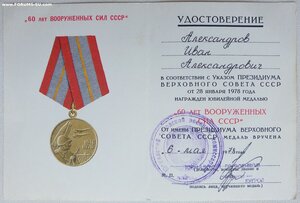 www.FORUM-SU.com
"60 лет ВООРУЖЕННЫХ СИЛ СССР"
УДОСТОВЕРЕНИЕ
Александров
Иван
Александрович
В СООТВЕТСТВИИ С УКАЗОМ ПРЕЗИДИУМА
ВЕРХОВНОГО СОВЕТА СССР
ОТ 28 ЯНВАРЯ 1978 ГОДА
НАГРАЖДЕН ЮБИЛЕЙНОЙ МЕДАЛЬЮ
"60 ЛЕТ ВООРУЖЕННЫХ
СИЛ СССР"
От имени ПРЕЗИДИУМА ВЕРХОВНОГО
СОВЕТА СССР МЕДАЛЬ ВРУЧЕНА
6 мая 1978
М. П.